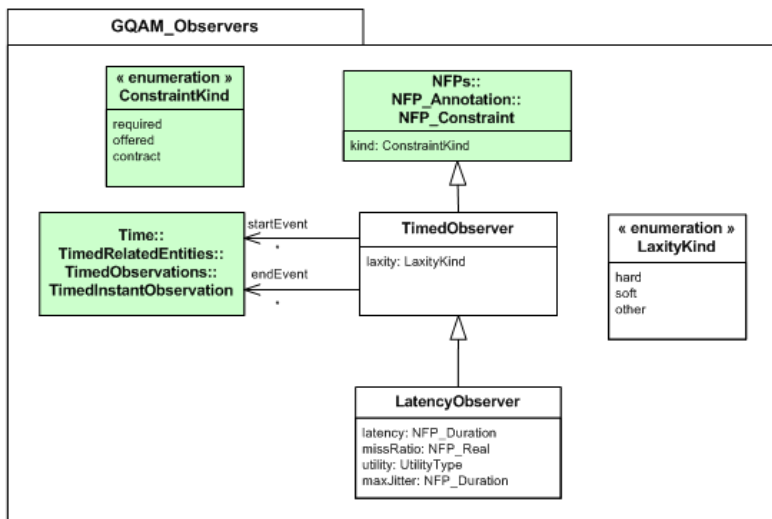 GQAM_Observers
« enumeration »
ConstraintKind
required
offered
contract
NFPs::
NFP_Annotation::
NFP_Constraint
kind: ConstraintKind
Time::
TimedRelatedEntities::
TimedObservations::
TimedInstantObservation
startEvent
*
endEvent
*
TimedObserver
laxity: LaxityKind
« enumeration »
LaxityKind
hard
soft
other
LatencyObserver
latency: NFP_Duration
missRatio: NFP_Real
utility: UtilityType
maxJitter: NFP_Duration